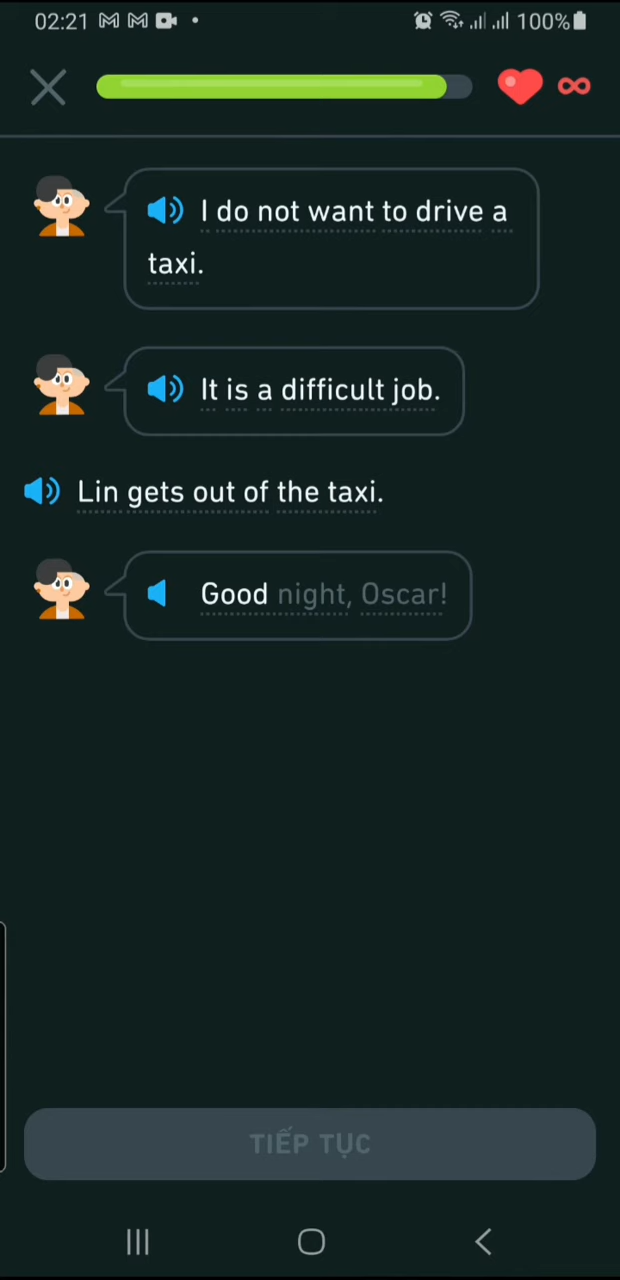 02:21
100%
I do not want to drive a
taxi.
It is a difficult job.
Lin gets out of the taxi.
Good night, Oscar!
TIẾP TỤC